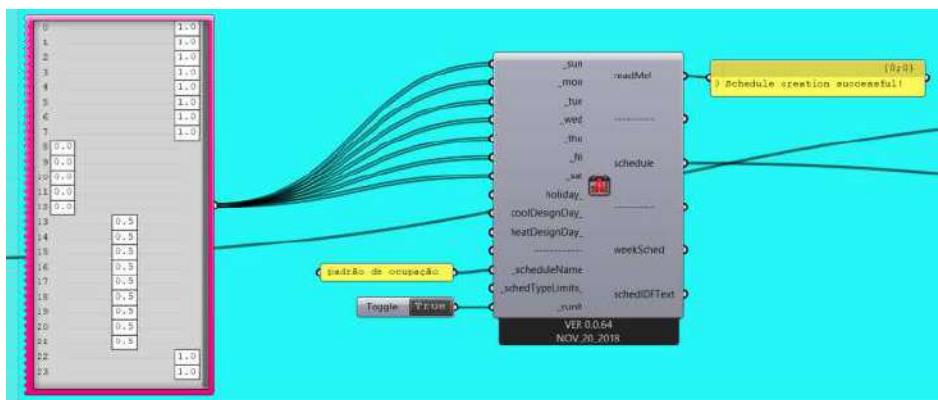 0 1.0
1 1.0
2 1.0
3 1.0
4 1.0
5 1.0
6 1.0
7 1.0
8 0.0
9 0.0
10 0.0
11 0.0
12 0.0
13 0.5
14 0.5
15 0.5
16 0.5
17 0.5
18 0.5
19 0.5
20 0.5
21 0.5
22 1.0
23 1.0
_sun
_mon
_tue
_wed
_thu
_fri
_sat
holiday_
coolDesignDay_
heatDesignDay_
------------
_scheduleName
_schedTypeLimits_
_runIt
readMe!
----------
schedule
----------
weekSched
schedIDFText
VER 0.0.64
NOV_20_2018
padrão de ocupação
Toggle True
{0;0}
0 Schedule creation successful!